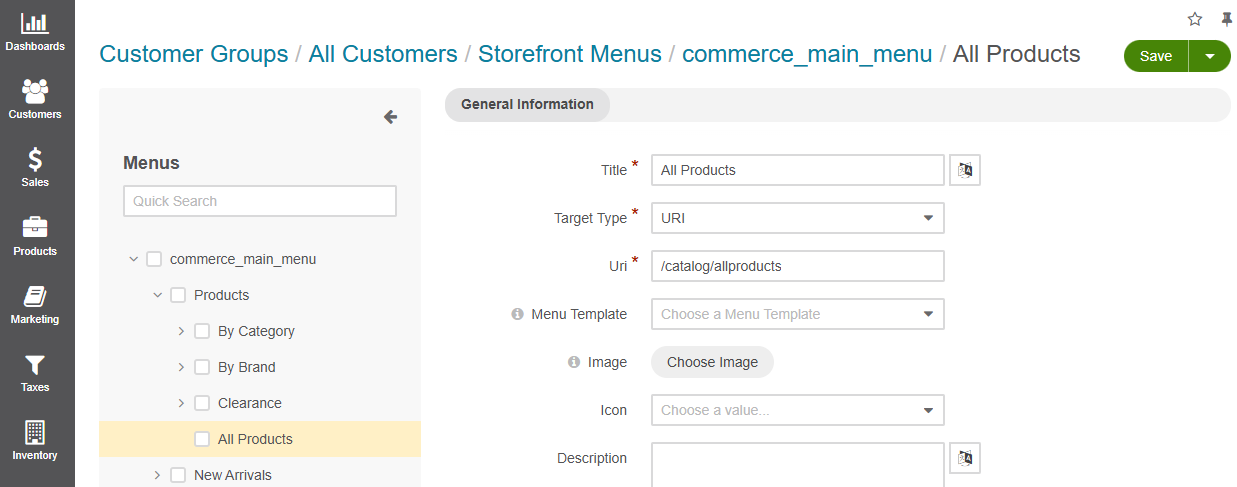 Dashboards
Customers
Sales
Products
Marketing
Taxes
Inventory
Customer Groups / All Customers / Storefront Menus / commerce_main_menu / All Products
Save
Menus
Quick Search
commerce_main_menu
Products
By Category
By Brand
Clearance
All Products
New Arrivals
General Information
Title * All Products
Target Type * URI
Uri * /catalog/allproducts
Menu Template Choose a Menu Template
Image Choose Image
Icon Choose a value...
Description